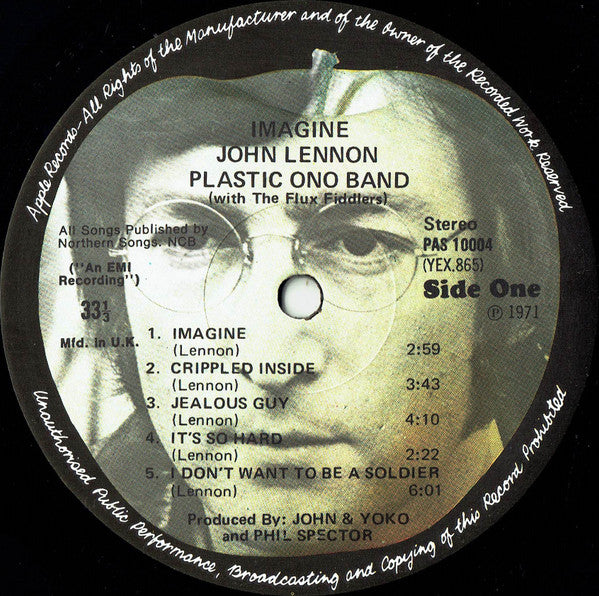 Apple Records-All Rights of the Manufacturer and of the Owner of the Recorded Work Reserved
IMAGINE
JOHN LENNON
PLASTIC ONO BAND
(with The Flux Fiddlers)
All Songs Published by
Northern Songs. NCB
("An EMI
Recording")
33⅓
Mfd. in U.K.
Stereo
PAS 10004
(YEX.865)
Side One
Ⓟ 1971
1. IMAGINE
(Lennon) 2:59
2. CRIPPLED INSIDE
(Lennon) 3:43
3. JEALOUS GUY
(Lennon) 4:10
4. IT'S SO HARD
(Lennon) 2:22
5. I DON'T WANT TO BE A SOLDIER
(Lennon) 6:01
Produced By: JOHN & YOKO
and PHIL SPECTOR
Unauthorised Public Performance, Broadcasting and Copying of this Record Prohibited